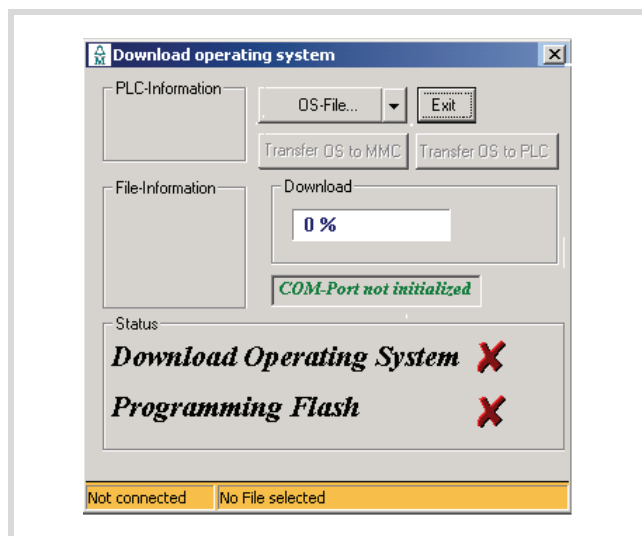 Download operating system
PLC-Information
OS-File...
Exit
Transfer OS to MMC
Transfer OS to PLC
File-Information
Download
0 %
COM-Port not initialized
Status
Download Operating System
Programming Flash
Not connected
No File selected